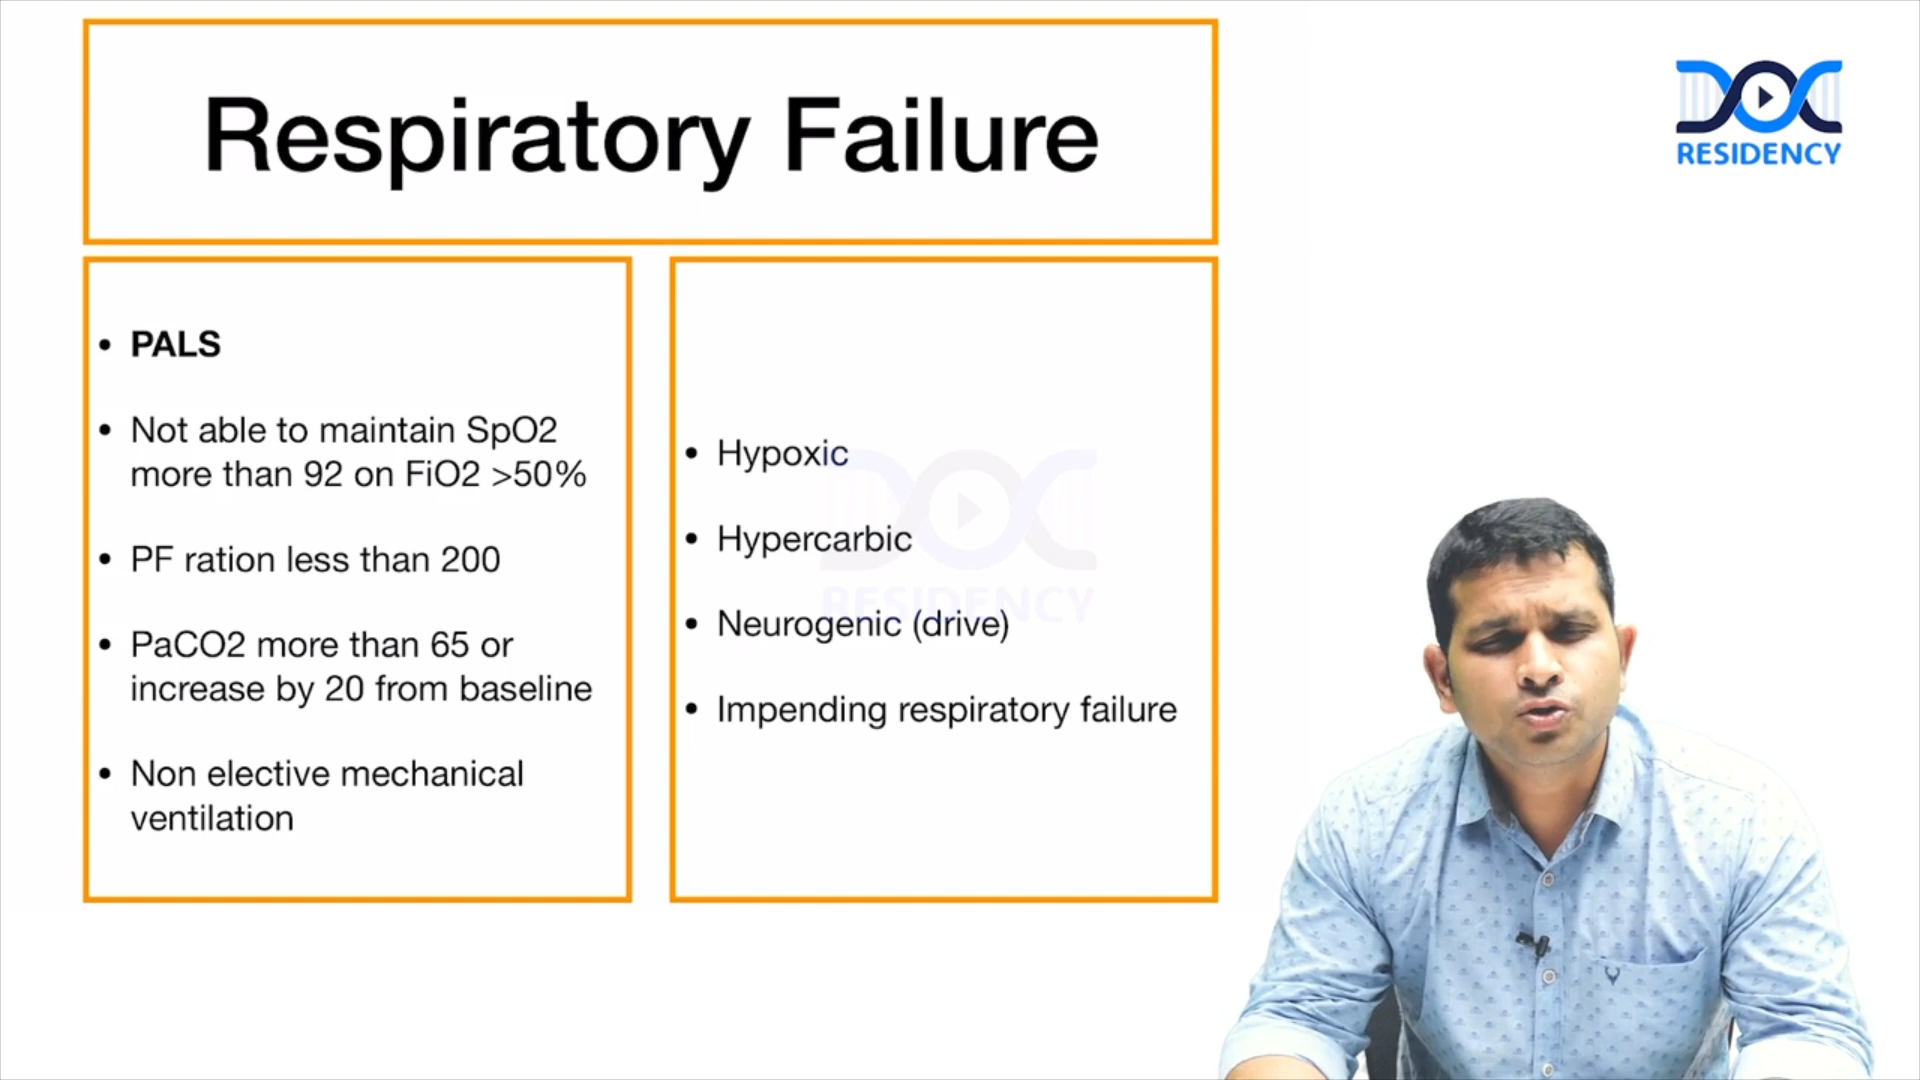 Respiratory Failure
RESIDENCY
• PALS
• Not able to maintain SpO2
more than 92 on FiO2 >50%
• PF ration less than 200
• PaCO2 more than 65 or
increase by 20 from baseline
• Non elective mechanical
ventilation
• Hypoxic
• Hypercarbic
• Neurogenic (drive)
• Impending respiratory failure
DOC
RESIDENCY